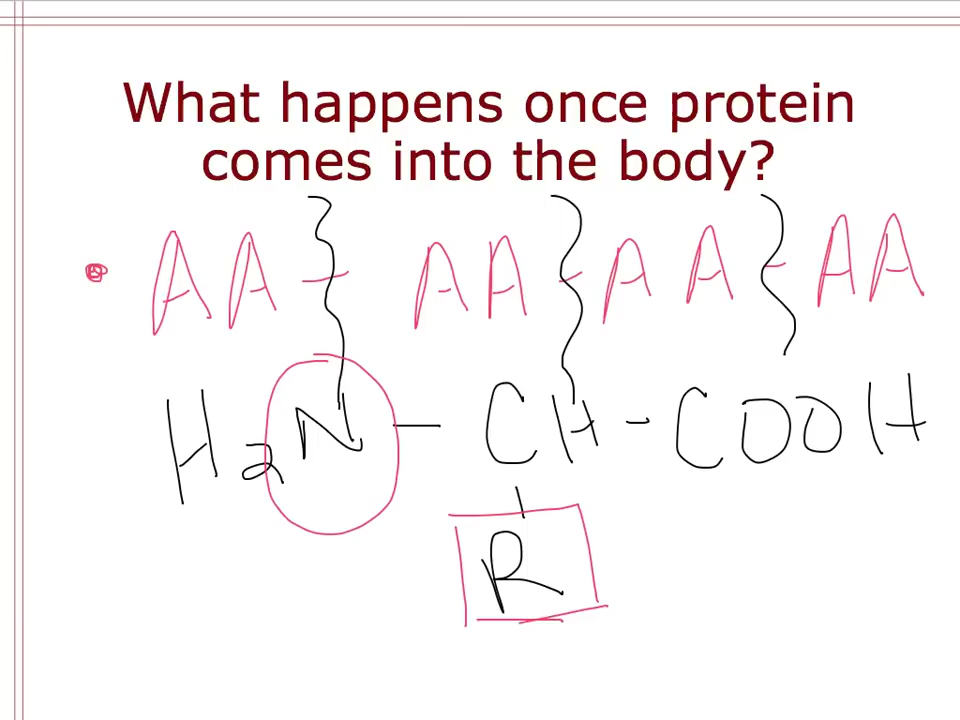 What happens once protein
comes into the body?
AA - AA - AA - AA
H2N - CH - COOH
R